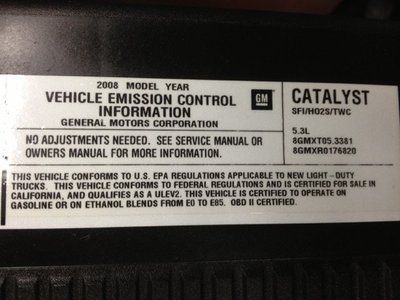 2008 MODEL YEAR
VEHICLE EMISSION CONTROL
INFORMATION
GENERAL MOTORS CORPORATION
GM
CATALYST
SFI/HO2S/TWC
NO ADJUSTMENTS NEEDED. SEE SERVICE MANUAL OR
OWNERS MANUAL FOR MORE INFORMATION.
5.3L
8GMXT05.3381
8GMXR0176820
THIS VEHICLE CONFORMS TO U.S. EPA REGULATIONS APPLICABLE TO NEW LIGHT-DUTY
TRUCKS. THIS VEHICLE CONFORMS TO FEDERAL REGULATIONS AND IS CERTIFIED FOR SALE IN
CALIFORNIA, AND QUALIFIES AS A ULEV2. THIS VEHICLE IS CERTIFIED TO OPERATE ON
GASOLINE OR ON ETHANOL BLENDS FROM E0 TO E85. OBD II CERTIFIED.